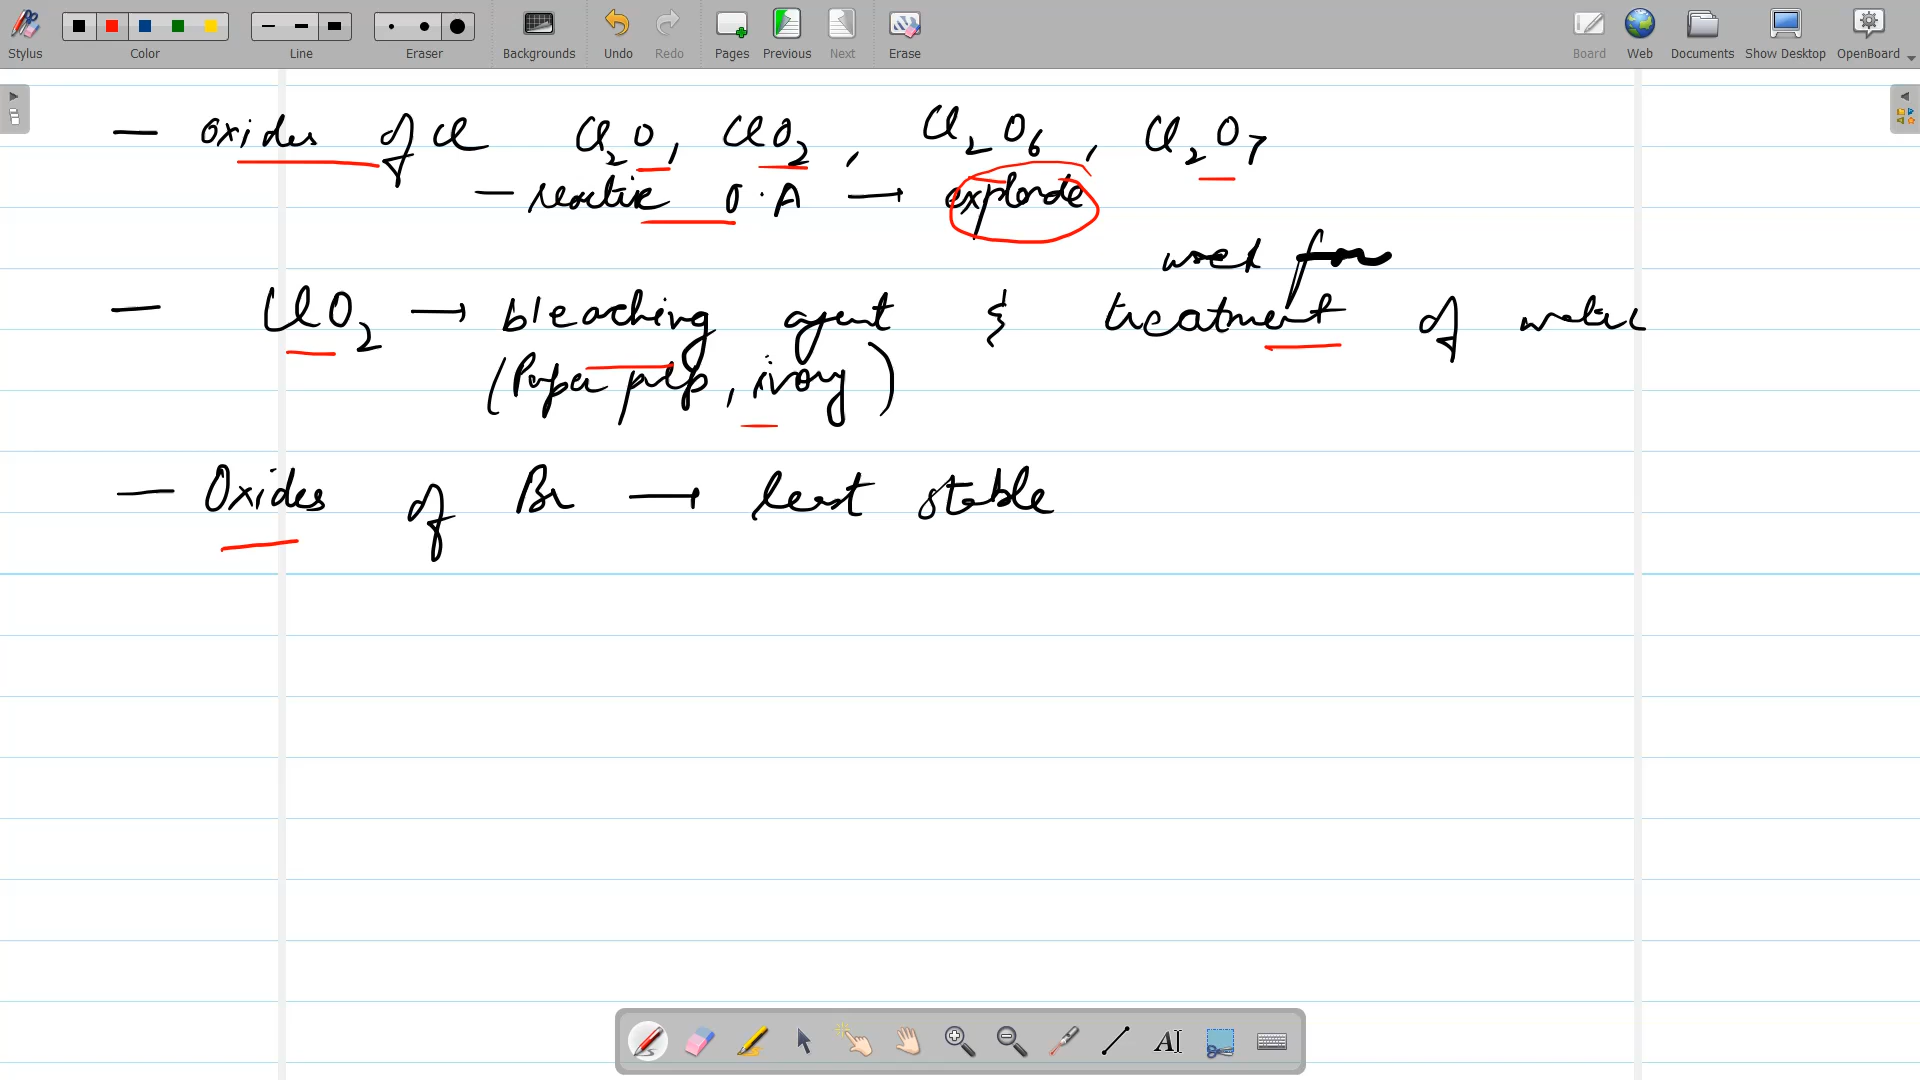 Stylus Color Line Eraser Backgrounds Undo Redo Pages Previous Next Erase Board Web Documents Show Desktop OpenBoard
— Oxides of Cl Cl2O, ClO2, Cl2O6, Cl2O7
— reactive O.A → explode
used for
— ClO2 → bleaching agent & treatment of water
(Paper pulp, ivory)
— Oxides of Br → least stable